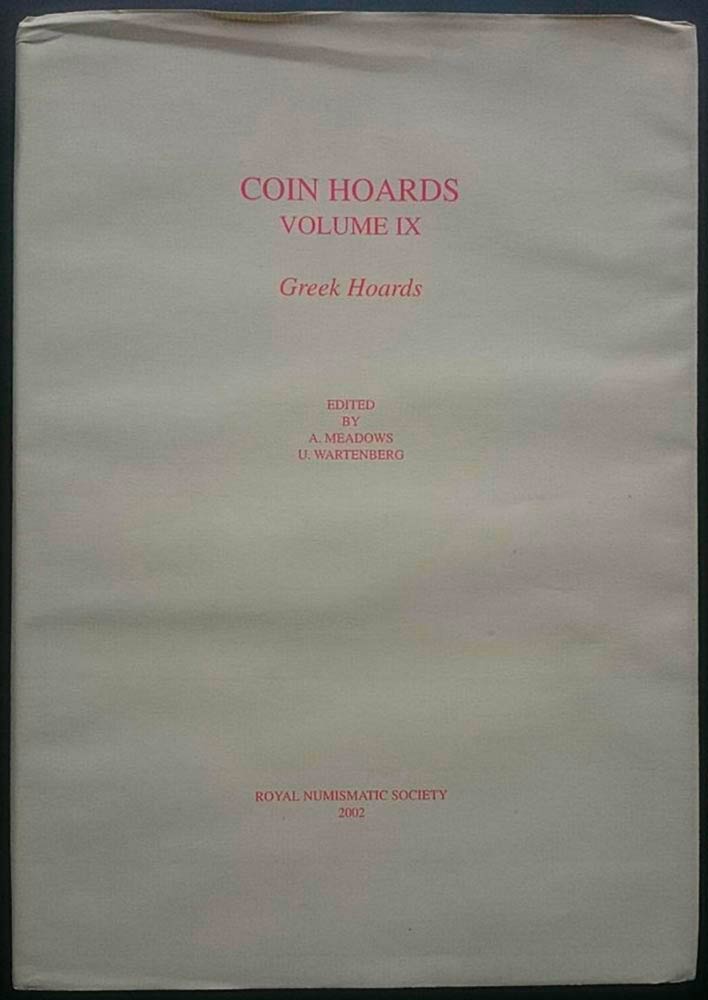 COIN HOARDS
VOLUME IX
Greek Hoards
EDITED
BY
A. MEADOWS
U. WARTENBERG
ROYAL NUMISMATIC SOCIETY
2002